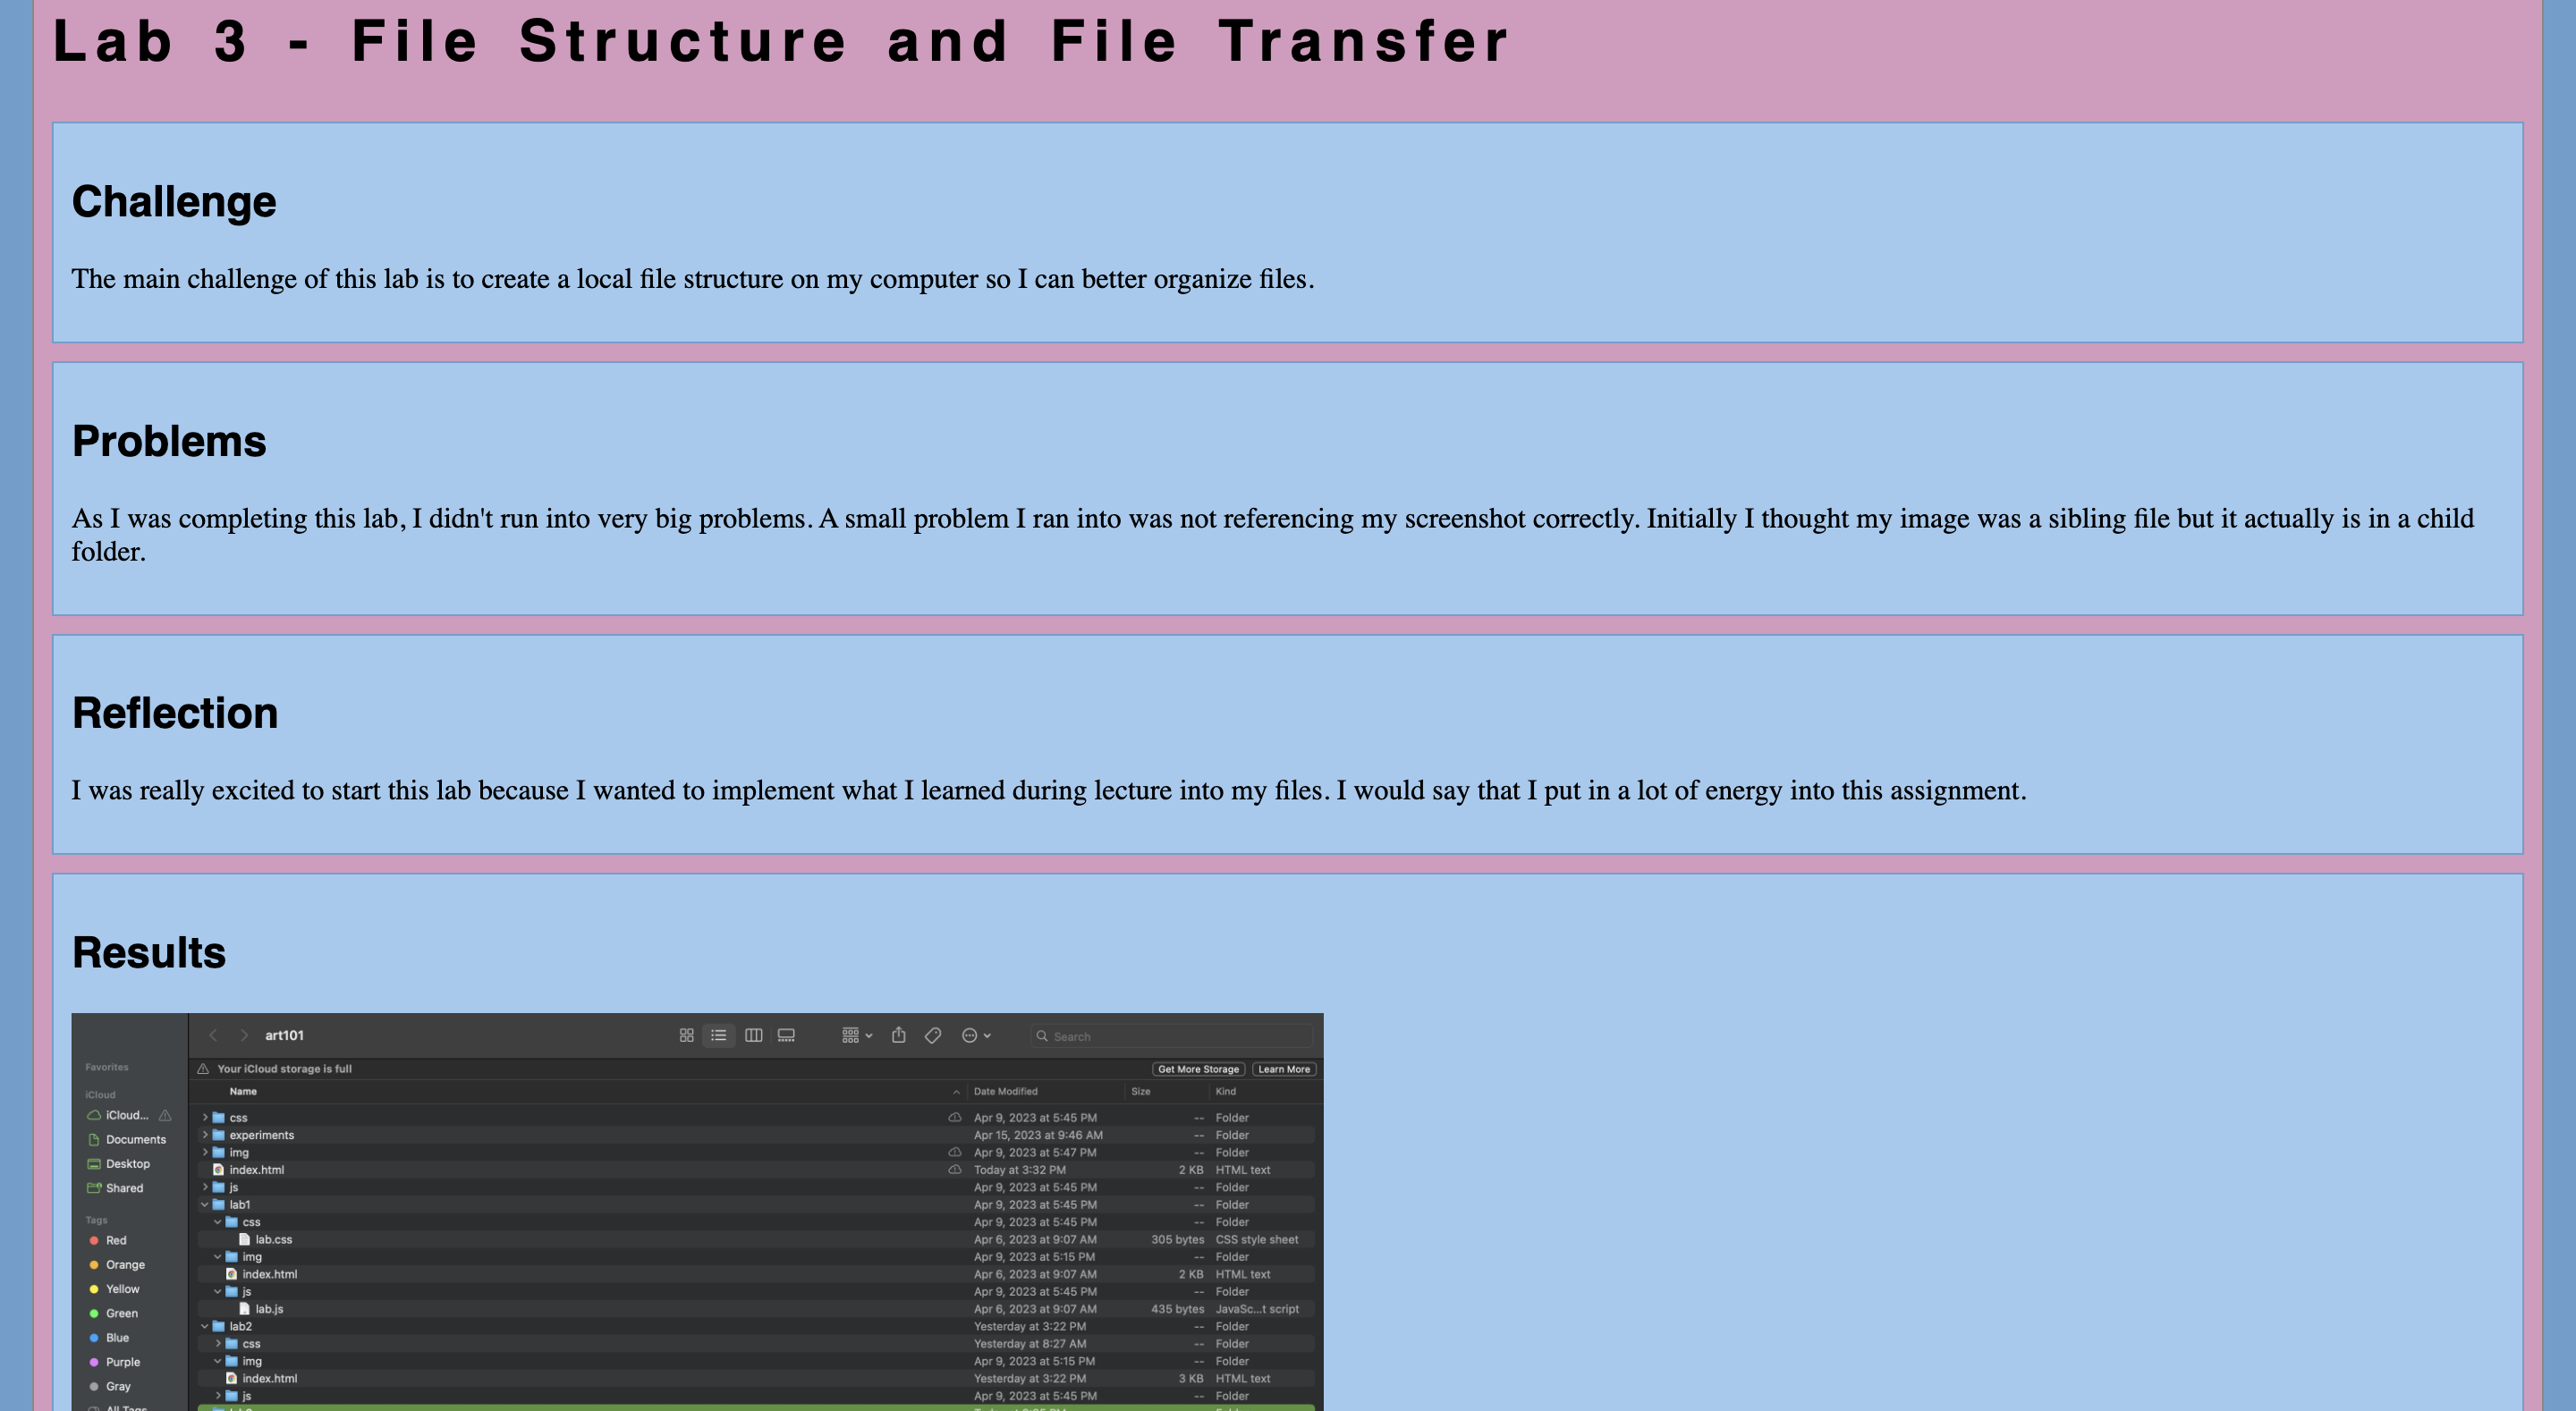 Lab 3 - File Structure and File Transfer
Challenge
The main challenge of this lab is to create a local file structure on my computer so I can better organize files.
Problems
As I was completing this lab, I didn't run into very big problems. A small problem I ran into was not referencing my screenshot correctly. Initially I thought my image was a sibling file but it actually is in a child
folder.
Reflection
I was really excited to start this lab because I wanted to implement what I learned during lecture into my files. I would say that I put in a lot of energy into this assignment.
Results
art101
Search
Favorites
iCloud
iCloud...
Documents
Desktop
Shared
Tags
Red
Orange
Yellow
Green
Blue
Purple
Gray
All Tags
Your iCloud storage is full Get More Storage Learn More
Name Date Modified Size Kind
css Apr 9, 2023 at 5:45 PM -- Folder
experiments Apr 15, 2023 at 9:46 AM -- Folder
img Apr 9, 2023 at 5:47 PM -- Folder
index.html Today at 3:32 PM 2 KB HTML text
js Apr 9, 2023 at 5:45 PM -- Folder
lab1 Apr 9, 2023 at 5:45 PM -- Folder
css Apr 9, 2023 at 5:45 PM -- Folder
lab.css Apr 6, 2023 at 9:07 AM 305 bytes CSS style sheet
img Apr 9, 2023 at 5:15 PM -- Folder
index.html Apr 6, 2023 at 9:07 AM 2 KB HTML text
js Apr 9, 2023 at 5:45 PM -- Folder
lab.js Apr 6, 2023 at 9:07 AM 435 bytes JavaSc...t script
lab2 Yesterday at 3:22 PM -- Folder
css Yesterday at 8:27 AM -- Folder
img Apr 9, 2023 at 5:15 PM -- Folder
index.html Yesterday at 3:22 PM 3 KB HTML text
js Apr 9, 2023 at 5:45 PM -- Folder